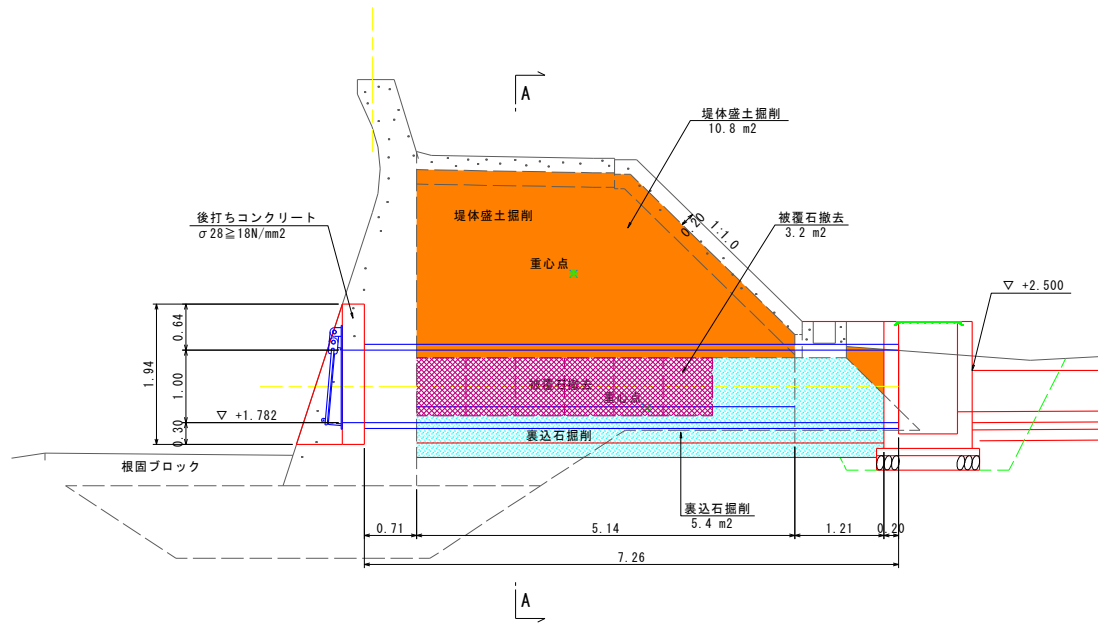 A
堤体盛土掘削
10.8 m2
後打ちコンクリート
σ28≧18N/mm2
堤体盛土掘削
0.20
1:1.0
被覆石撤去
3.2 m2
重心点
▽ +2.500
0.64
1.94
1.00
被覆石撤去
重心点
▽ +1.782
0.30
裏込石掘削
根固ブロック
裏込石掘削
5.4 m2
0.71
5.14
1.21
0.20
7.26
A